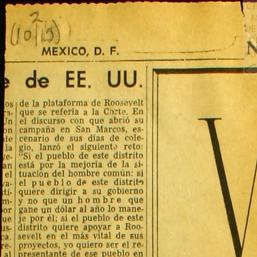 (10/2/15)
MEXICO, D. F.
de EE. UU.
de la plataforma de Roosevelt
que se refería a la Corte. En
el discurso con que abrió su
campaña en San Marcos, es-
cenario de sus días de cole-
gio, lanzó el siguiente reto:
"Si el pueblo de este distrito
está por la mejoría de la si-
tuación del hombre común: si
el pueblo de este distrito
quiere dirigir a su gobierno
y no que un hombre que
gane un dólar al año lo mane-
je por él; si el pueblo de este
distrito quiere apoyar a Roo-
sevelt en el más vital de sus
proyectos, yo quiero ser el re-
presentante de ese pueblo en
V